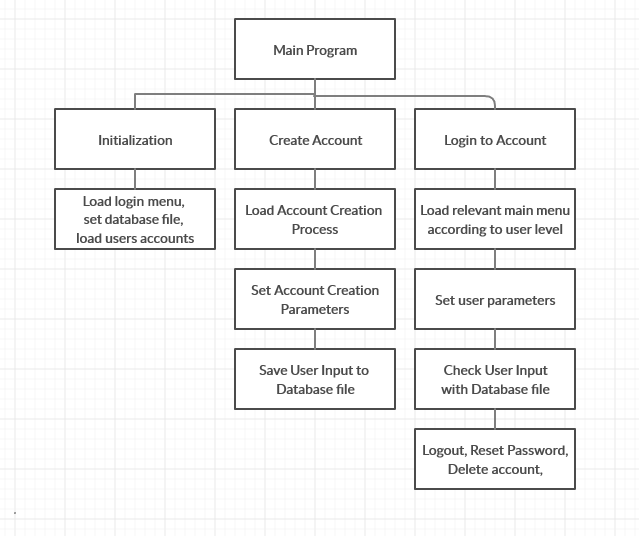 Main Program
Initialization
Create Account
Login to Account
Load login menu,
set database file,
load users accounts
Load Account Creation
Process
Load relevant main menu
according to user level
Set Account Creation
Parameters
Set user parameters
Save User Input to
Database file
Check User Input
with Database file
Logout, Reset Password,
Delete account,